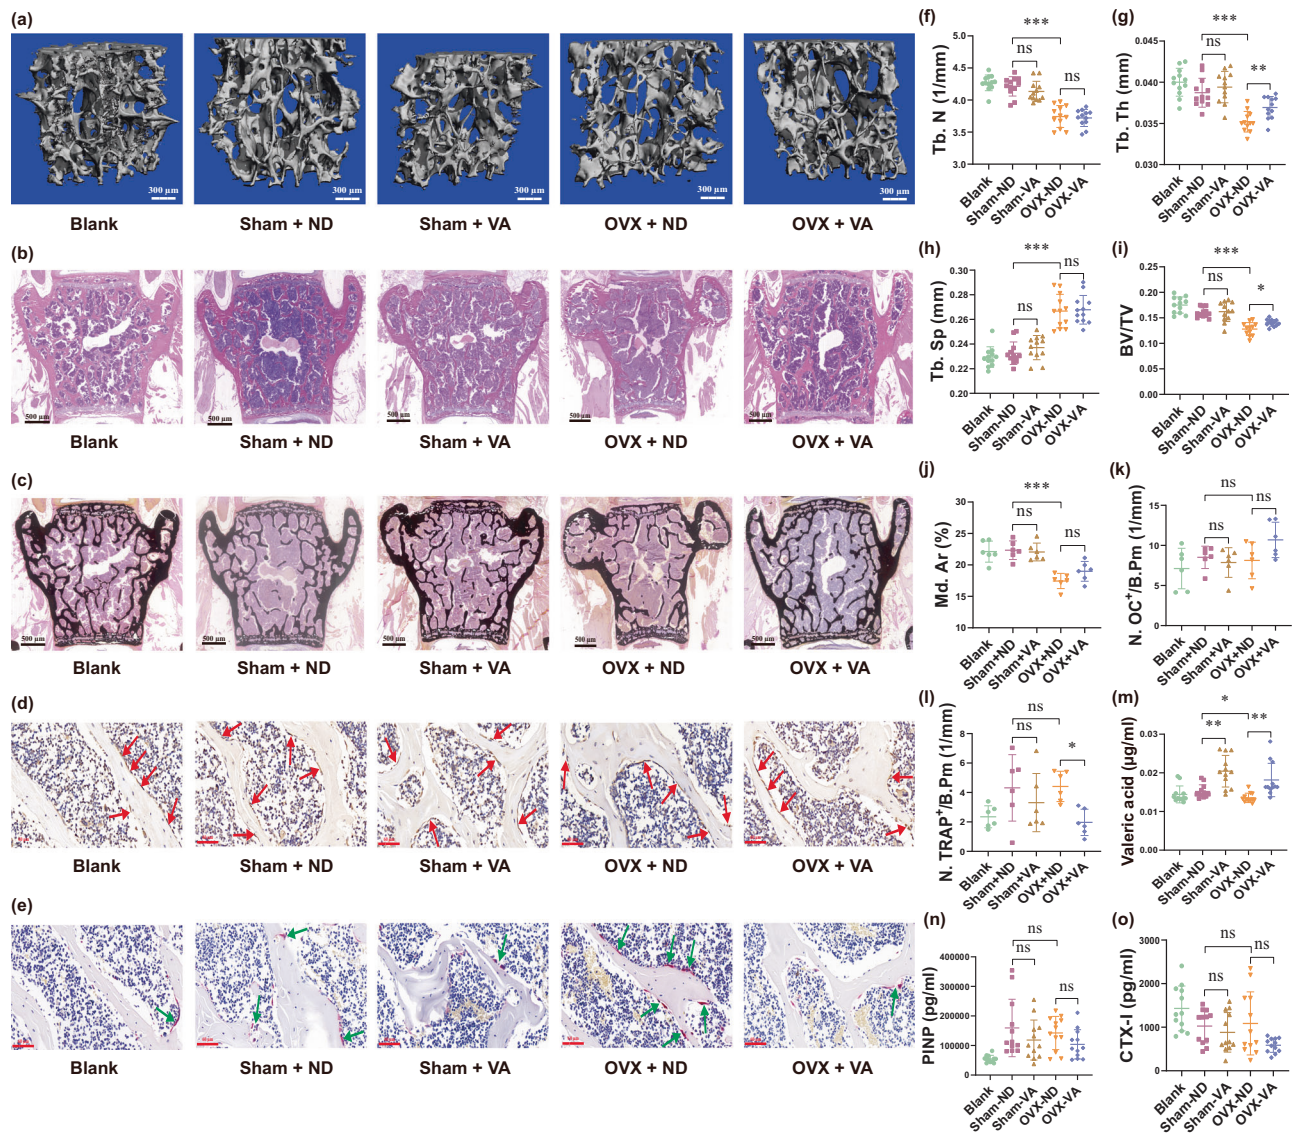 (a)
300 µm
300 µm
300 µm
300 µm
300 µm
Blank
Sham + ND
Sham + VA
OVX + ND
OVX + VA
(b)
500 µm
500 µm
500 µm
500 µm
500 µm
Blank
Sham + ND
Sham + VA
OVX + ND
OVX + VA
(c)
500 µm
500 µm
500 µm
500 µm
500 µm
Blank
Sham + ND
Sham + VA
OVX + ND
OVX + VA
(d)
Blank
Sham + ND
Sham + VA
OVX + ND
OVX + VA
(e)
Blank
Sham + ND
Sham + VA
OVX + ND
OVX + VA
(f)
Tb. N (1/mm)
5.0
4.5
4.0
3.5
3.0
***
ns
ns
Blank
Sham-ND
Sham-VA
OVX-ND
OVX-VA
(g)
Tb. Th (mm)
0.045
0.040
0.035
0.030
***
ns
**
Blank
Sham-ND
Sham-VA
OVX-ND
OVX-VA
(h)
Tb. Sp (mm)
0.30
0.28
0.26
0.24
0.22
0.20
***
ns
ns
Blank
Sham-ND
Sham-VA
OVX-ND
OVX-VA
(i)
BV/TV
0.25
0.20
0.15
0.10
0.05
0.00
***
ns
*
Blank
Sham-ND
Sham-VA
OVX-ND
OVX-VA
(j)
Md. Ar (%)
30
25
20
15
10
***
ns
ns
Blank
Sham+ND
Sham+VA
OVX+ND
OVX+VA
(k)
N. OC⁺/B.Pm (1/mm)
15
10
5
0
ns
ns
ns
Blank
Sham+ND
Sham+VA
OVX+ND
OVX+VA
(l)
N. TRAP⁺/B.Pm (1/mm)
8
6
4
2
0
ns
ns
*
Blank
Sham+ND
Sham+VA
OVX+ND
OVX+VA
(m)
Valeric acid (µg/ml)
0.03
0.02
0.01
0.00
*
**
**
Blank
Sham-ND
Sham-VA
OVX-ND
OVX-VA
(n)
PINP (pg/ml)
400000
300000
200000
100000
0
ns
ns
ns
Blank
Sham-ND
Sham-VA
OVX-ND
OVX-VA
(o)
CTX-I (pg/ml)
3000
2000
1000
0
ns
ns
ns
Blank
Sham-ND
Sham-VA
OVX-ND
OVX-VA